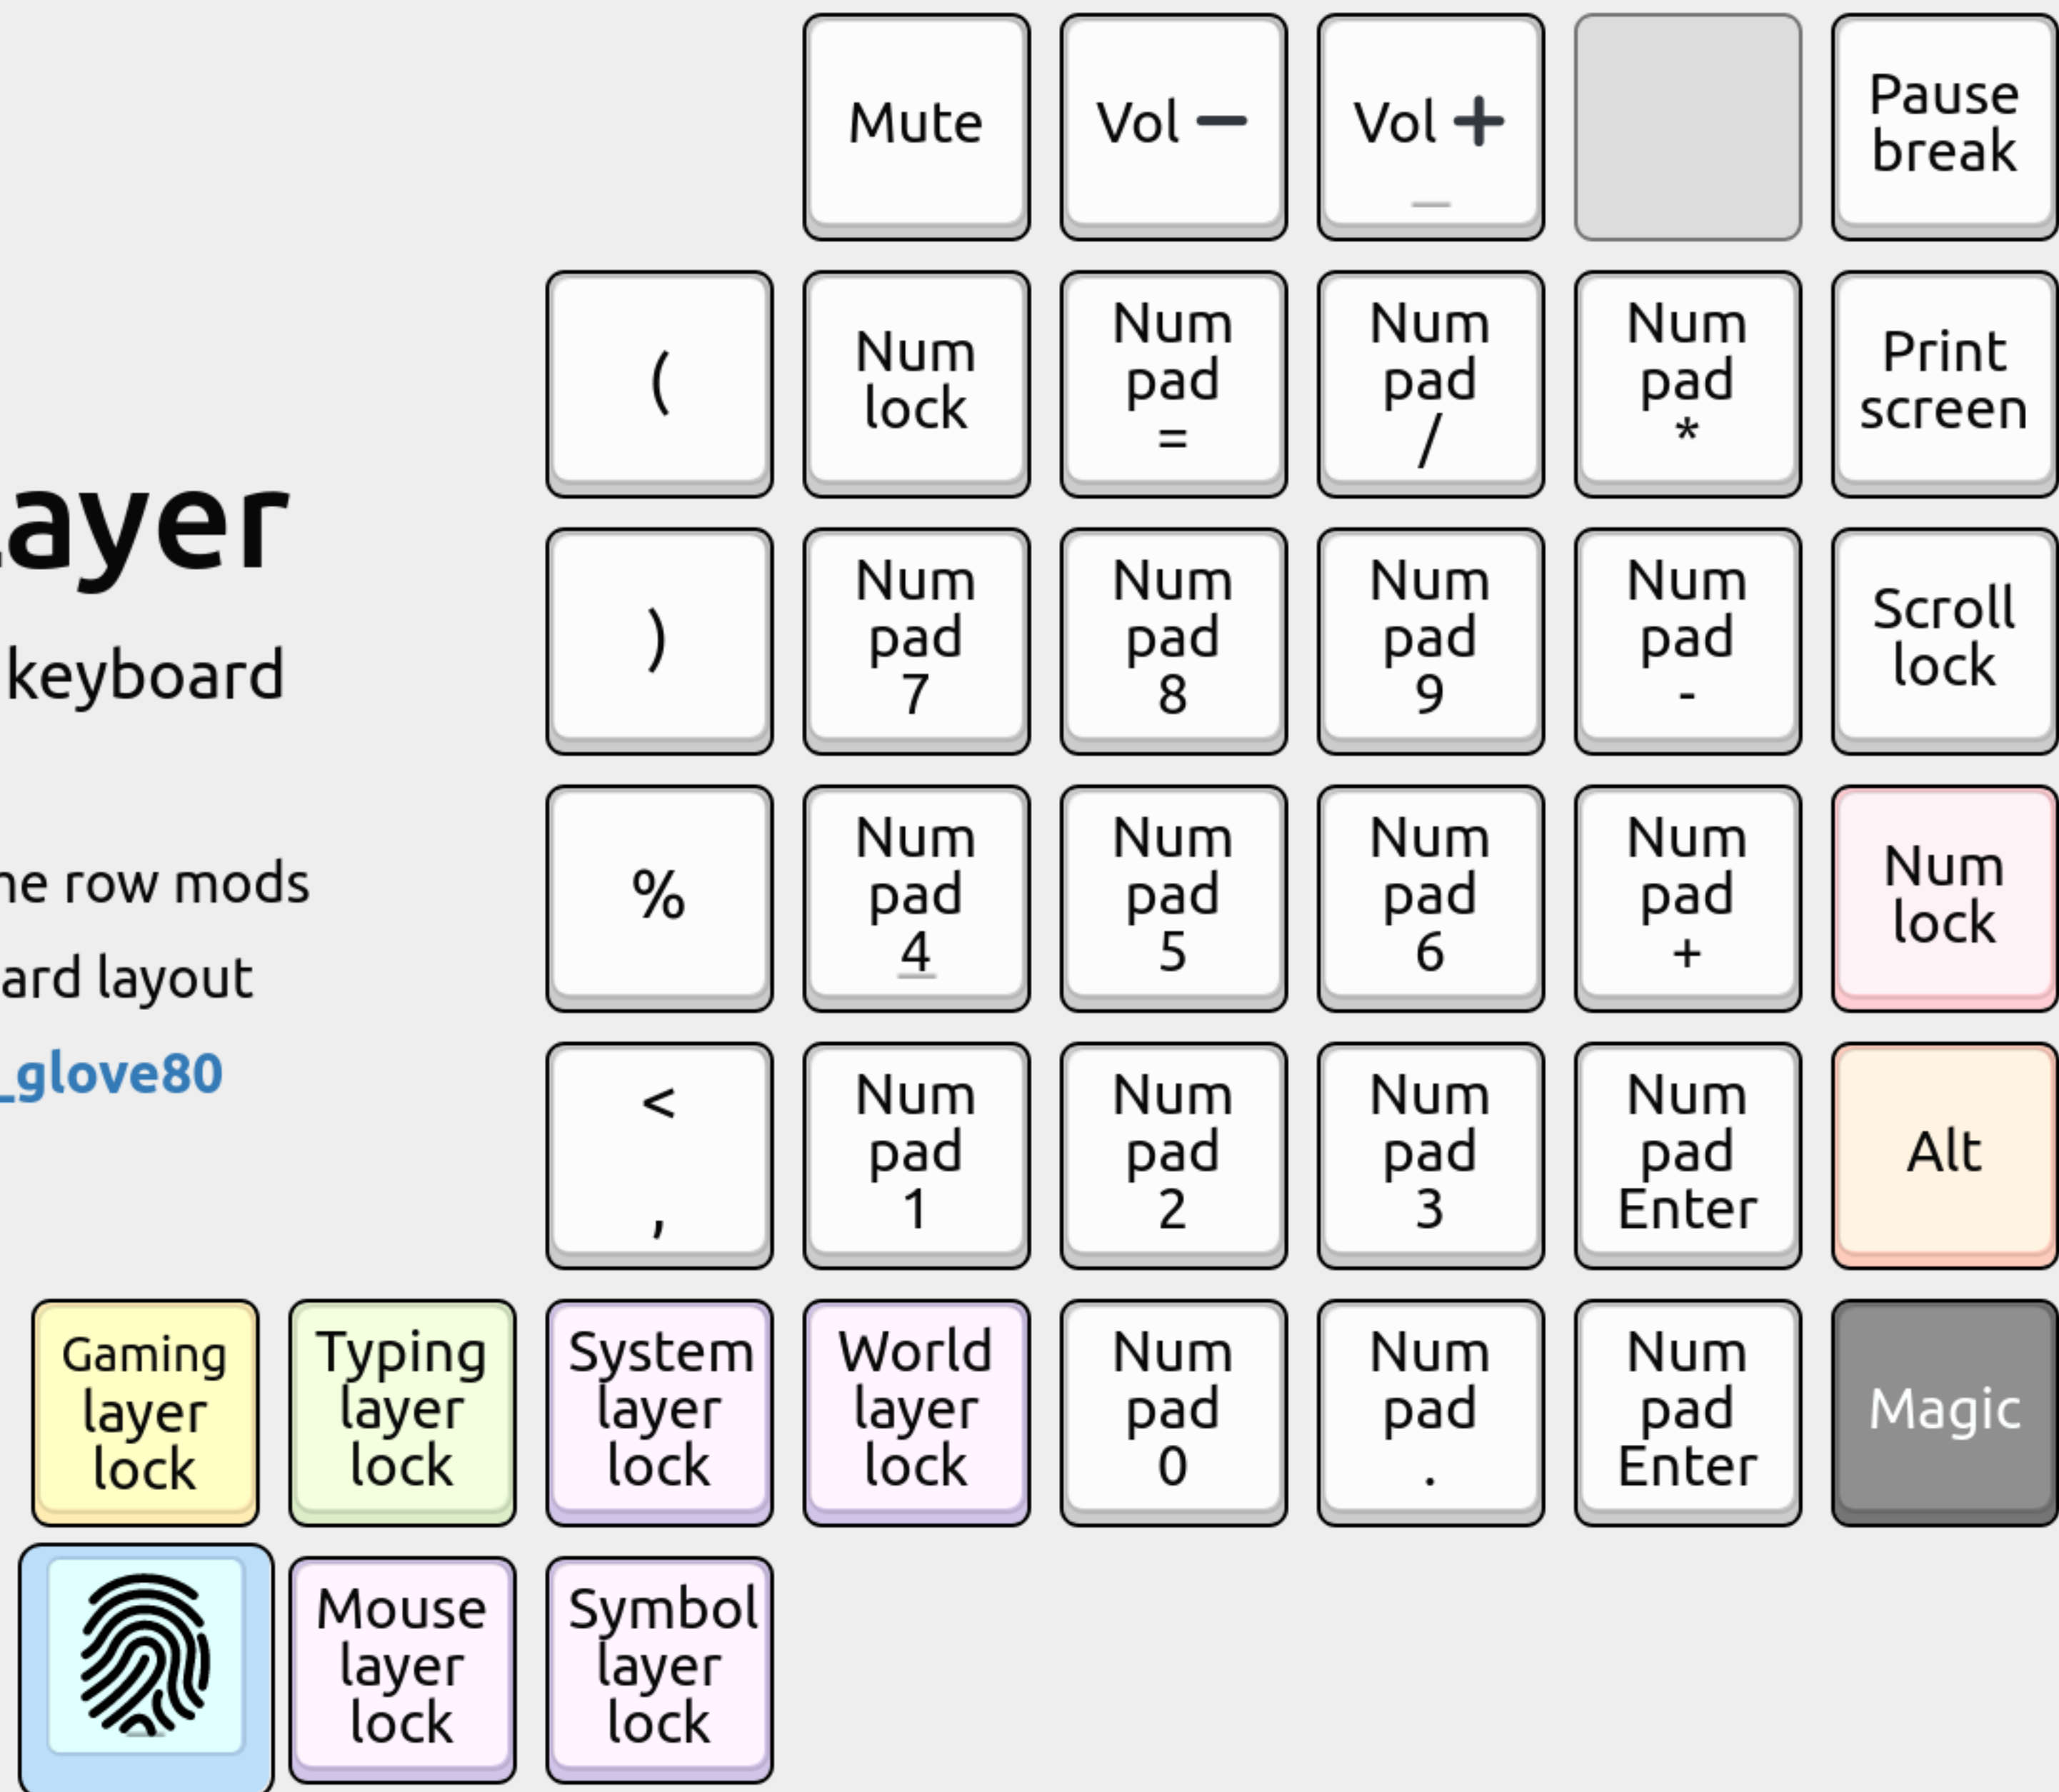 Mute
Vol −
Vol +
Pause
break
(
Num
lock
Num
pad
=
Num
pad
/
Num
pad
*
Print
screen
ayer
keyboard
)
Num
pad
7
Num
pad
8
Num
pad
9
Num
pad
-
Scroll
lock
ne row mods
ard layout
_glove80
%
Num
pad
4
Num
pad
5
Num
pad
6
Num
pad
+
Num
lock
<
,
Num
pad
1
Num
pad
2
Num
pad
3
Num
pad
Enter
Alt
Gaming
layer
lock
Typing
layer
lock
System
layer
lock
World
layer
lock
Num
pad
0
Num
pad
.
Num
pad
Enter
Magic
Mouse
layer
lock
Symbol
layer
lock